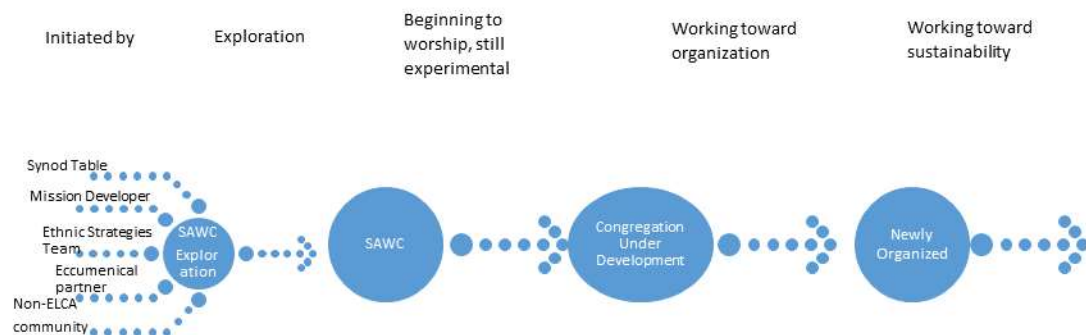 Initiated by
Exploration
Beginning to
worship, still
experimental
Working toward
organization
Working toward
sustainability
Synod Table
Mission Developer
Ethnic Strategies
Team
Eccumenical
partner
Non-ELCA
community
SAWC
Explor
ation
SAWC
Congregation
Under
Development
Newly
Organized